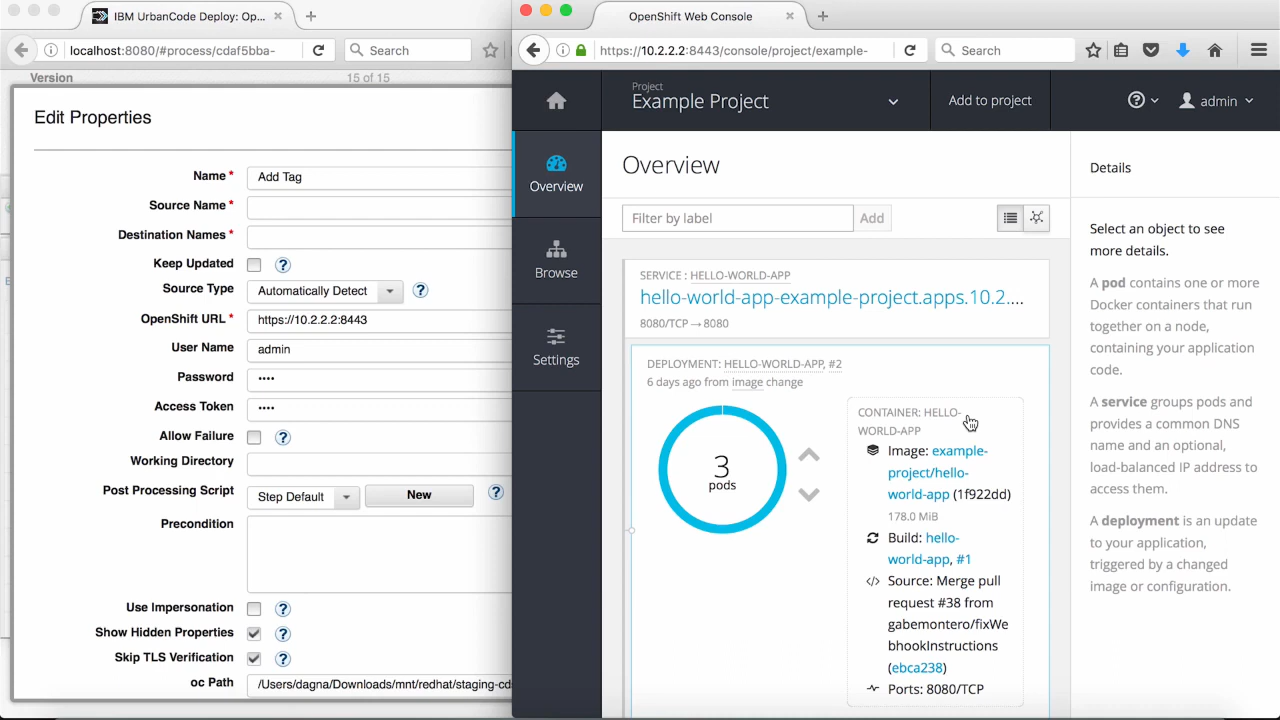 IBM UrbanCode Deploy: Op...
localhost:8080/#process/cdaf5bba-
Search
Version
15 of 15
Edit Properties
Name *
Add Tag
Source Name *
Destination Names *
Keep Updated
Source Type
Automatically Detect
OpenShift URL *
https://10.2.2.2:8443
User Name
admin
Password
••••
Access Token
••••
Allow Failure
Working Directory
Post Processing Script
Step Default
New
Precondition
Use Impersonation
Show Hidden Properties
Skip TLS Verification
oc Path
/Users/dagna/Downloads/mnt/redhat/staging-cd
OpenShift Web Console
https://10.2.2.2:8443/console/project/example-
Search
Project
Example Project
Add to project
admin
Overview
Browse
Settings
Overview
Filter by label
Add
SERVICE : HELLO-WORLD-APP
hello-world-app-example-project.apps.10.2....
8080/TCP → 8080
DEPLOYMENT: HELLO-WORLD-APP, #2
6 days ago from image change
3
pods
CONTAINER: HELLO-
WORLD-APP
Image: example-
project/hello-
world-app (1f922dd)
178.0 MiB
Build: hello-
world-app, #1
Source: Merge pull
request #38 from
gabemontero/fixWe
bhookInstructions
(ebca238)
Ports: 8080/TCP
Details
Select an object to see
more details.
A pod contains one or more
Docker containers that run
together on a node,
containing your application
code.
A service groups pods and
provides a common DNS
name and an optional,
load-balanced IP address to
access them.
A deployment is an update
to your application,
triggered by a changed
image or configuration.